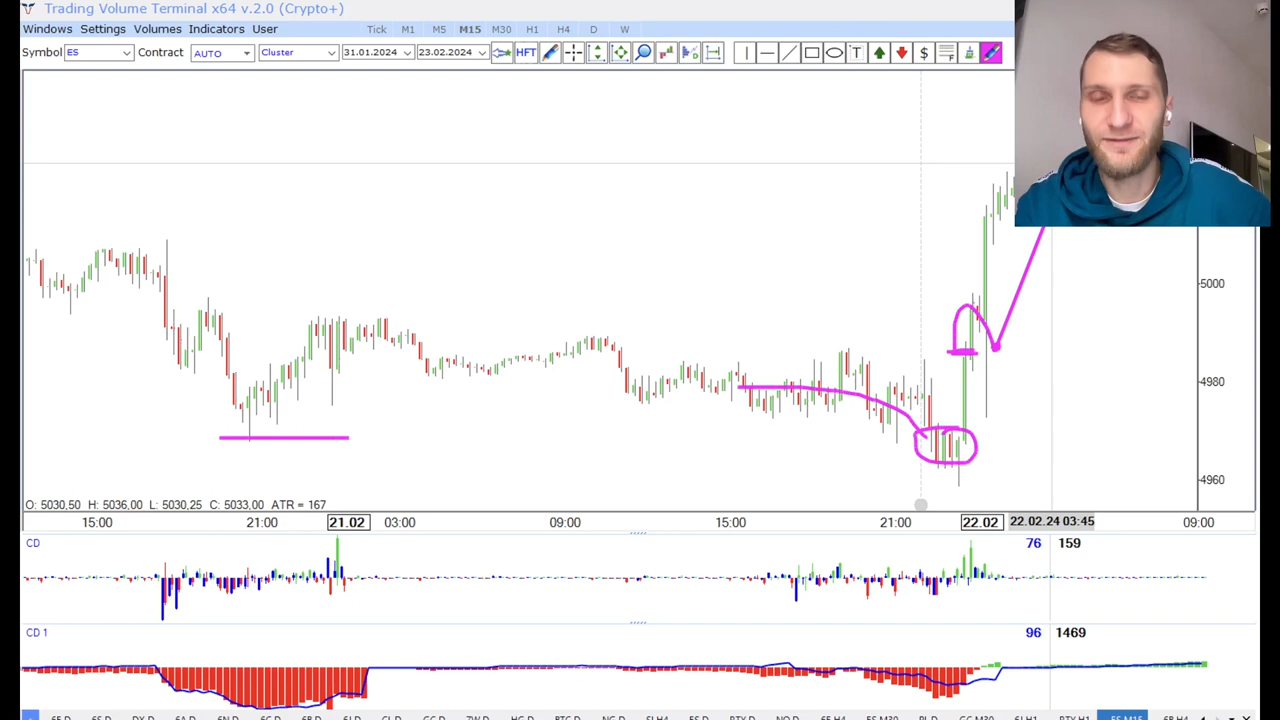 Trading Volume Terminal x64 v.2.0 (Crypto+)
Windows Settings Volumes Indicators User Tick M1 M5 M15 M30 H1 H4 D W
Symbol ES Contract AUTO Cluster 31.01.2024 23.02.2024 HFT T $ F
5000
4980
4960
O: 5030,50 H: 5036,00 L: 5030,25 C: 5033,00 ATR = 167
15:00 21:00 21.02 03:00 09:00 15:00 21:00 22.02 22.02.24 03:45 09:00
CD 76 159
CD 1 96 1469
ES M15